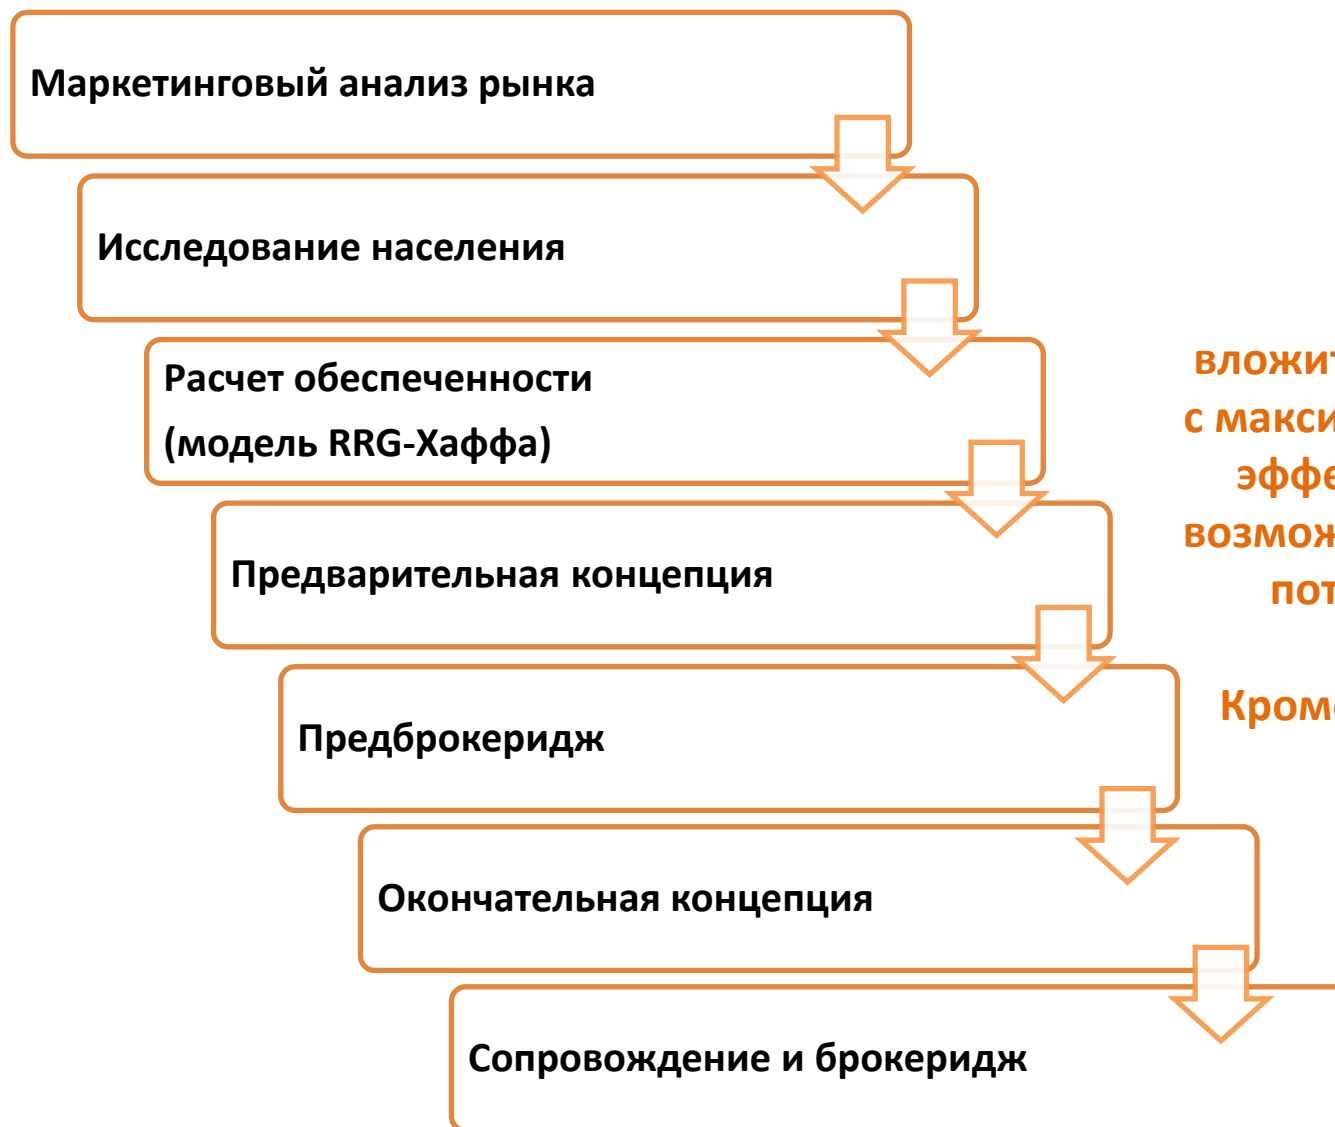 Маркетинговый анализ рынка
Исследование населения
Расчет обеспеченности
(модель RRG-Хаффа)
Предварительная концепция
Предброкеридж
Окончательная концепция
Сопровождение и брокеридж
с